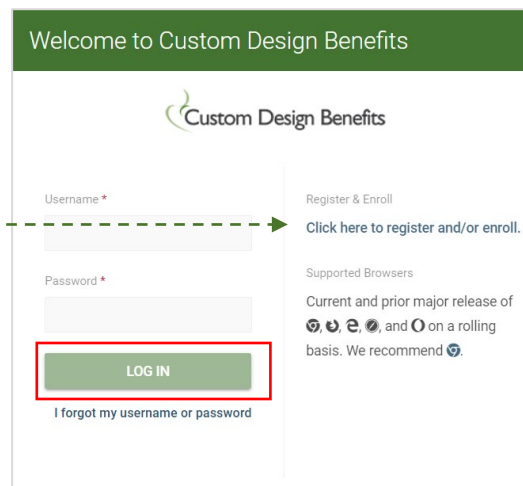 Welcome to Custom Design Benefits
Custom Design Benefits
Username *
Password *
LOG IN
I forgot my username or password
Register & Enroll
Click here to register and/or enroll.
Supported Browsers
Current and prior major release of
, , , , and on a rolling
basis. We recommend .